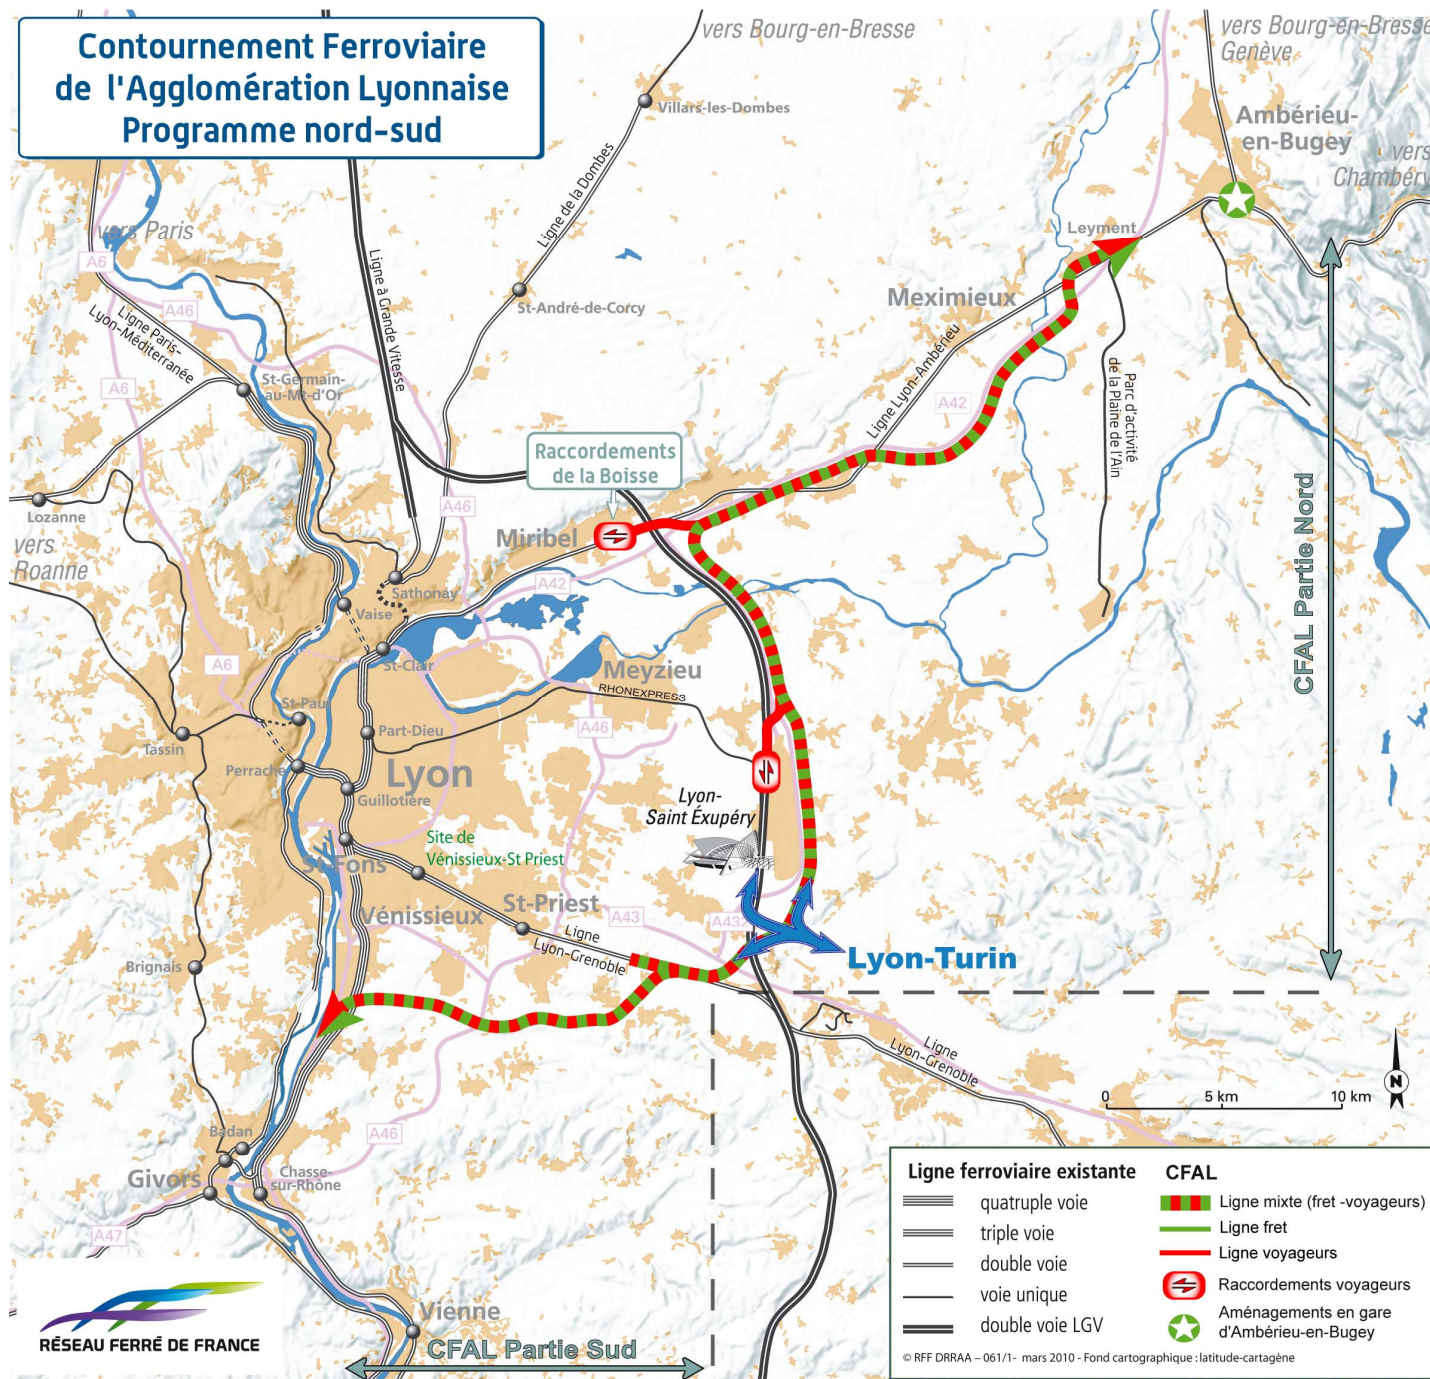 Contournement Ferroviaire
de l'Agglomération Lyonnaise
Programme nord-sud
vers Bourg-en-Bresse
vers Bourg-en-Bresse
Genève
Villars-les-Dombes
Ambérieu-
en-Bugey
vers
Chambéry
vers Paris
Ligne de la Dombes
Leyment
A6
A46
Ligne à Grande Vitesse
St-André-de-Corcy
Meximieux
Ligne Paris-
Lyon-Méditerranée
A6
St-Germain-
au-Mt-d'Or
Ligne Lyon-Ambérieu
A42
Parc d'activité
de la Plaine de l'Ain
Raccordements
de la Boisse
A46
Lozanne
vers
Roanne
Miribel
CFAL Partie Nord
Sathonay
A42
Vaise
St-Clair
A6
Meyzieu
RHONEXPRESS
St-Paul
Tassin
Part-Dieu
A46
Perrache
Lyon
Guillotière
Lyon-
Saint Éxupéry
Site de
Vénissieux-St Priest
St-Fons
Vénissieux
St-Priest
A43
A432
Ligne
Lyon-Grenoble
Lyon-Turin
Brignais
Ligne
Lyon-Grenoble
N
0 5 km 10 km
Badan
A46
Givors
Chasse-
sur-Rhône
A47
Vienne
CFAL Partie Sud
RÉSEAU FERRÉ DE FRANCE
Ligne ferroviaire existante
quatruple voie
triple voie
double voie
voie unique
double voie LGV
CFAL
Ligne mixte (fret -voyageurs)
Ligne fret
Ligne voyageurs
Raccordements voyageurs
Aménagements en gare
d'Ambérieu-en-Bugey
© RFF DRRAA – 061/1- mars 2010 - Fond cartographique : latitude-cartagène